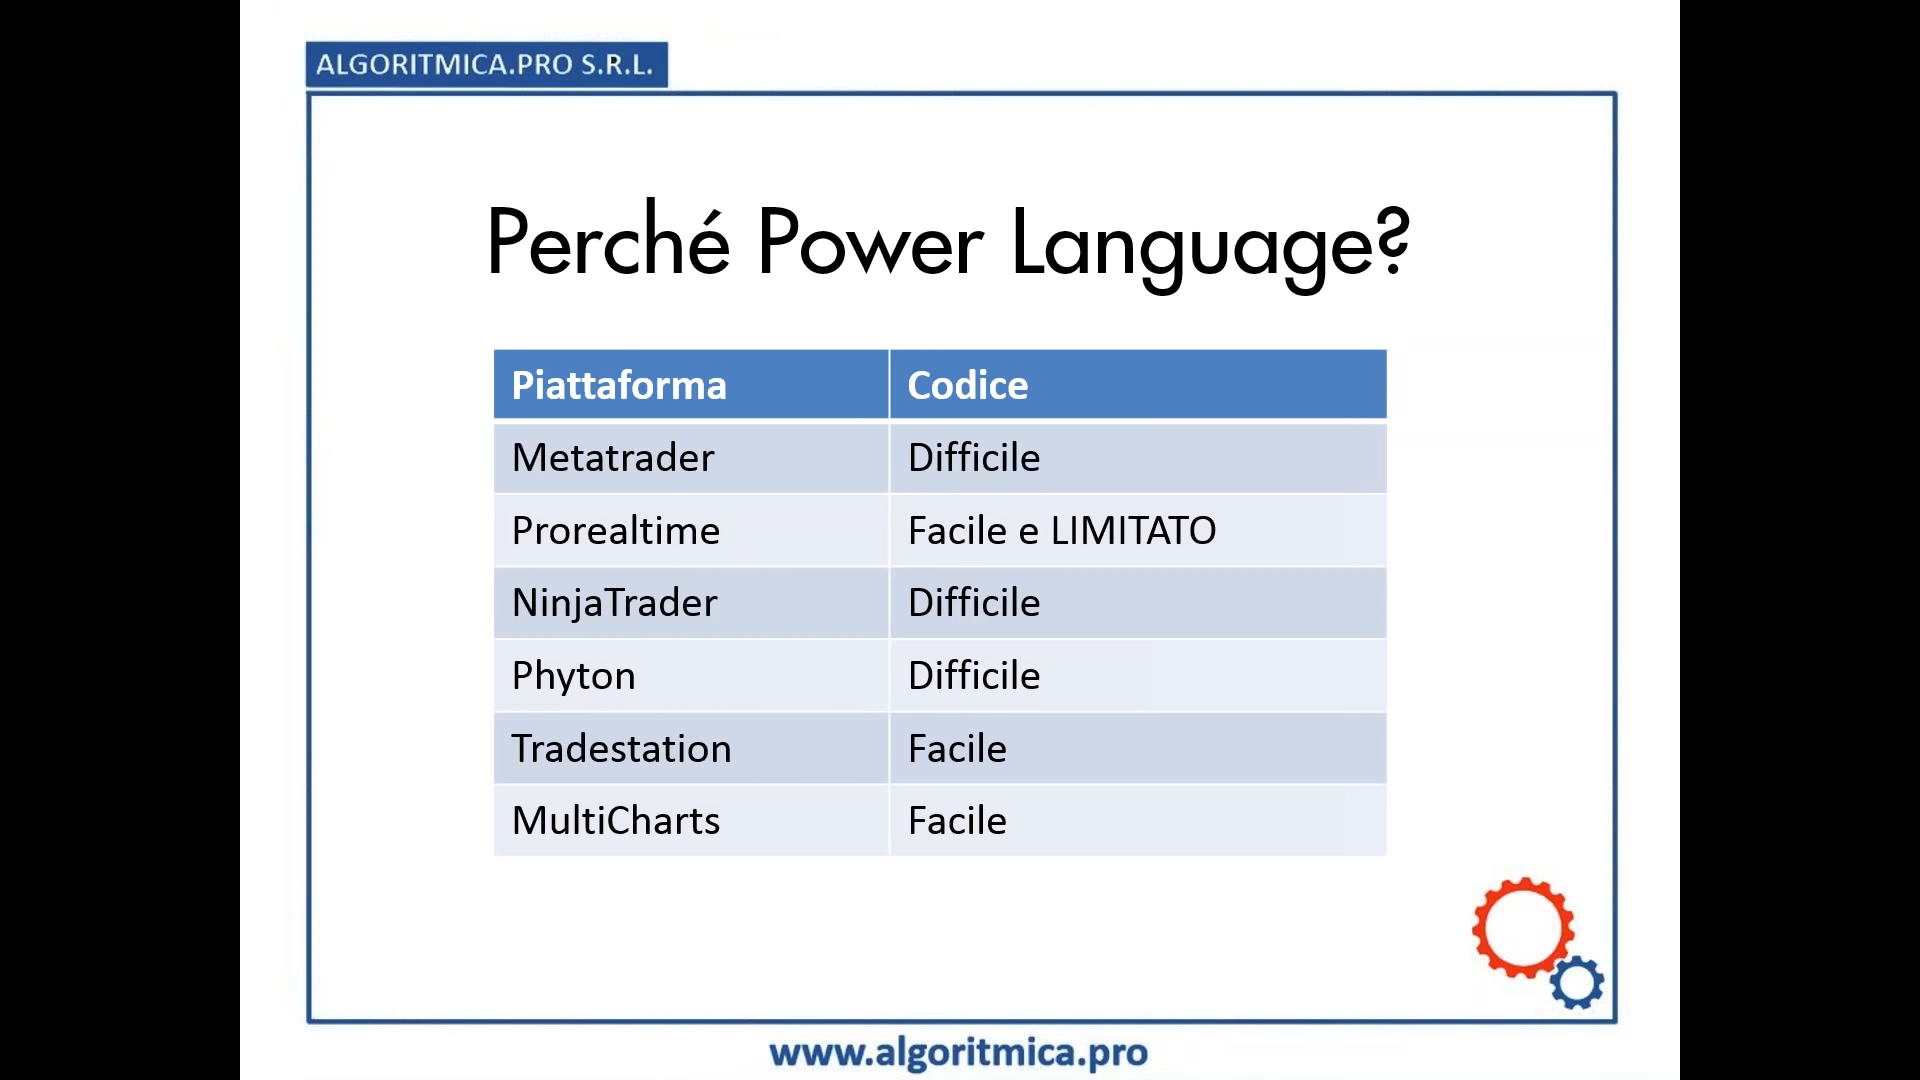 ALGORITMICA.PRO S.R.L.
Perché Power Language?
Piattaforma Codice
Metatrader Difficile
Prorealtime Facile e LIMITATO
NinjaTrader Difficile
Phyton Difficile
Tradestation Facile
MultiCharts Facile
www.algoritmica.pro